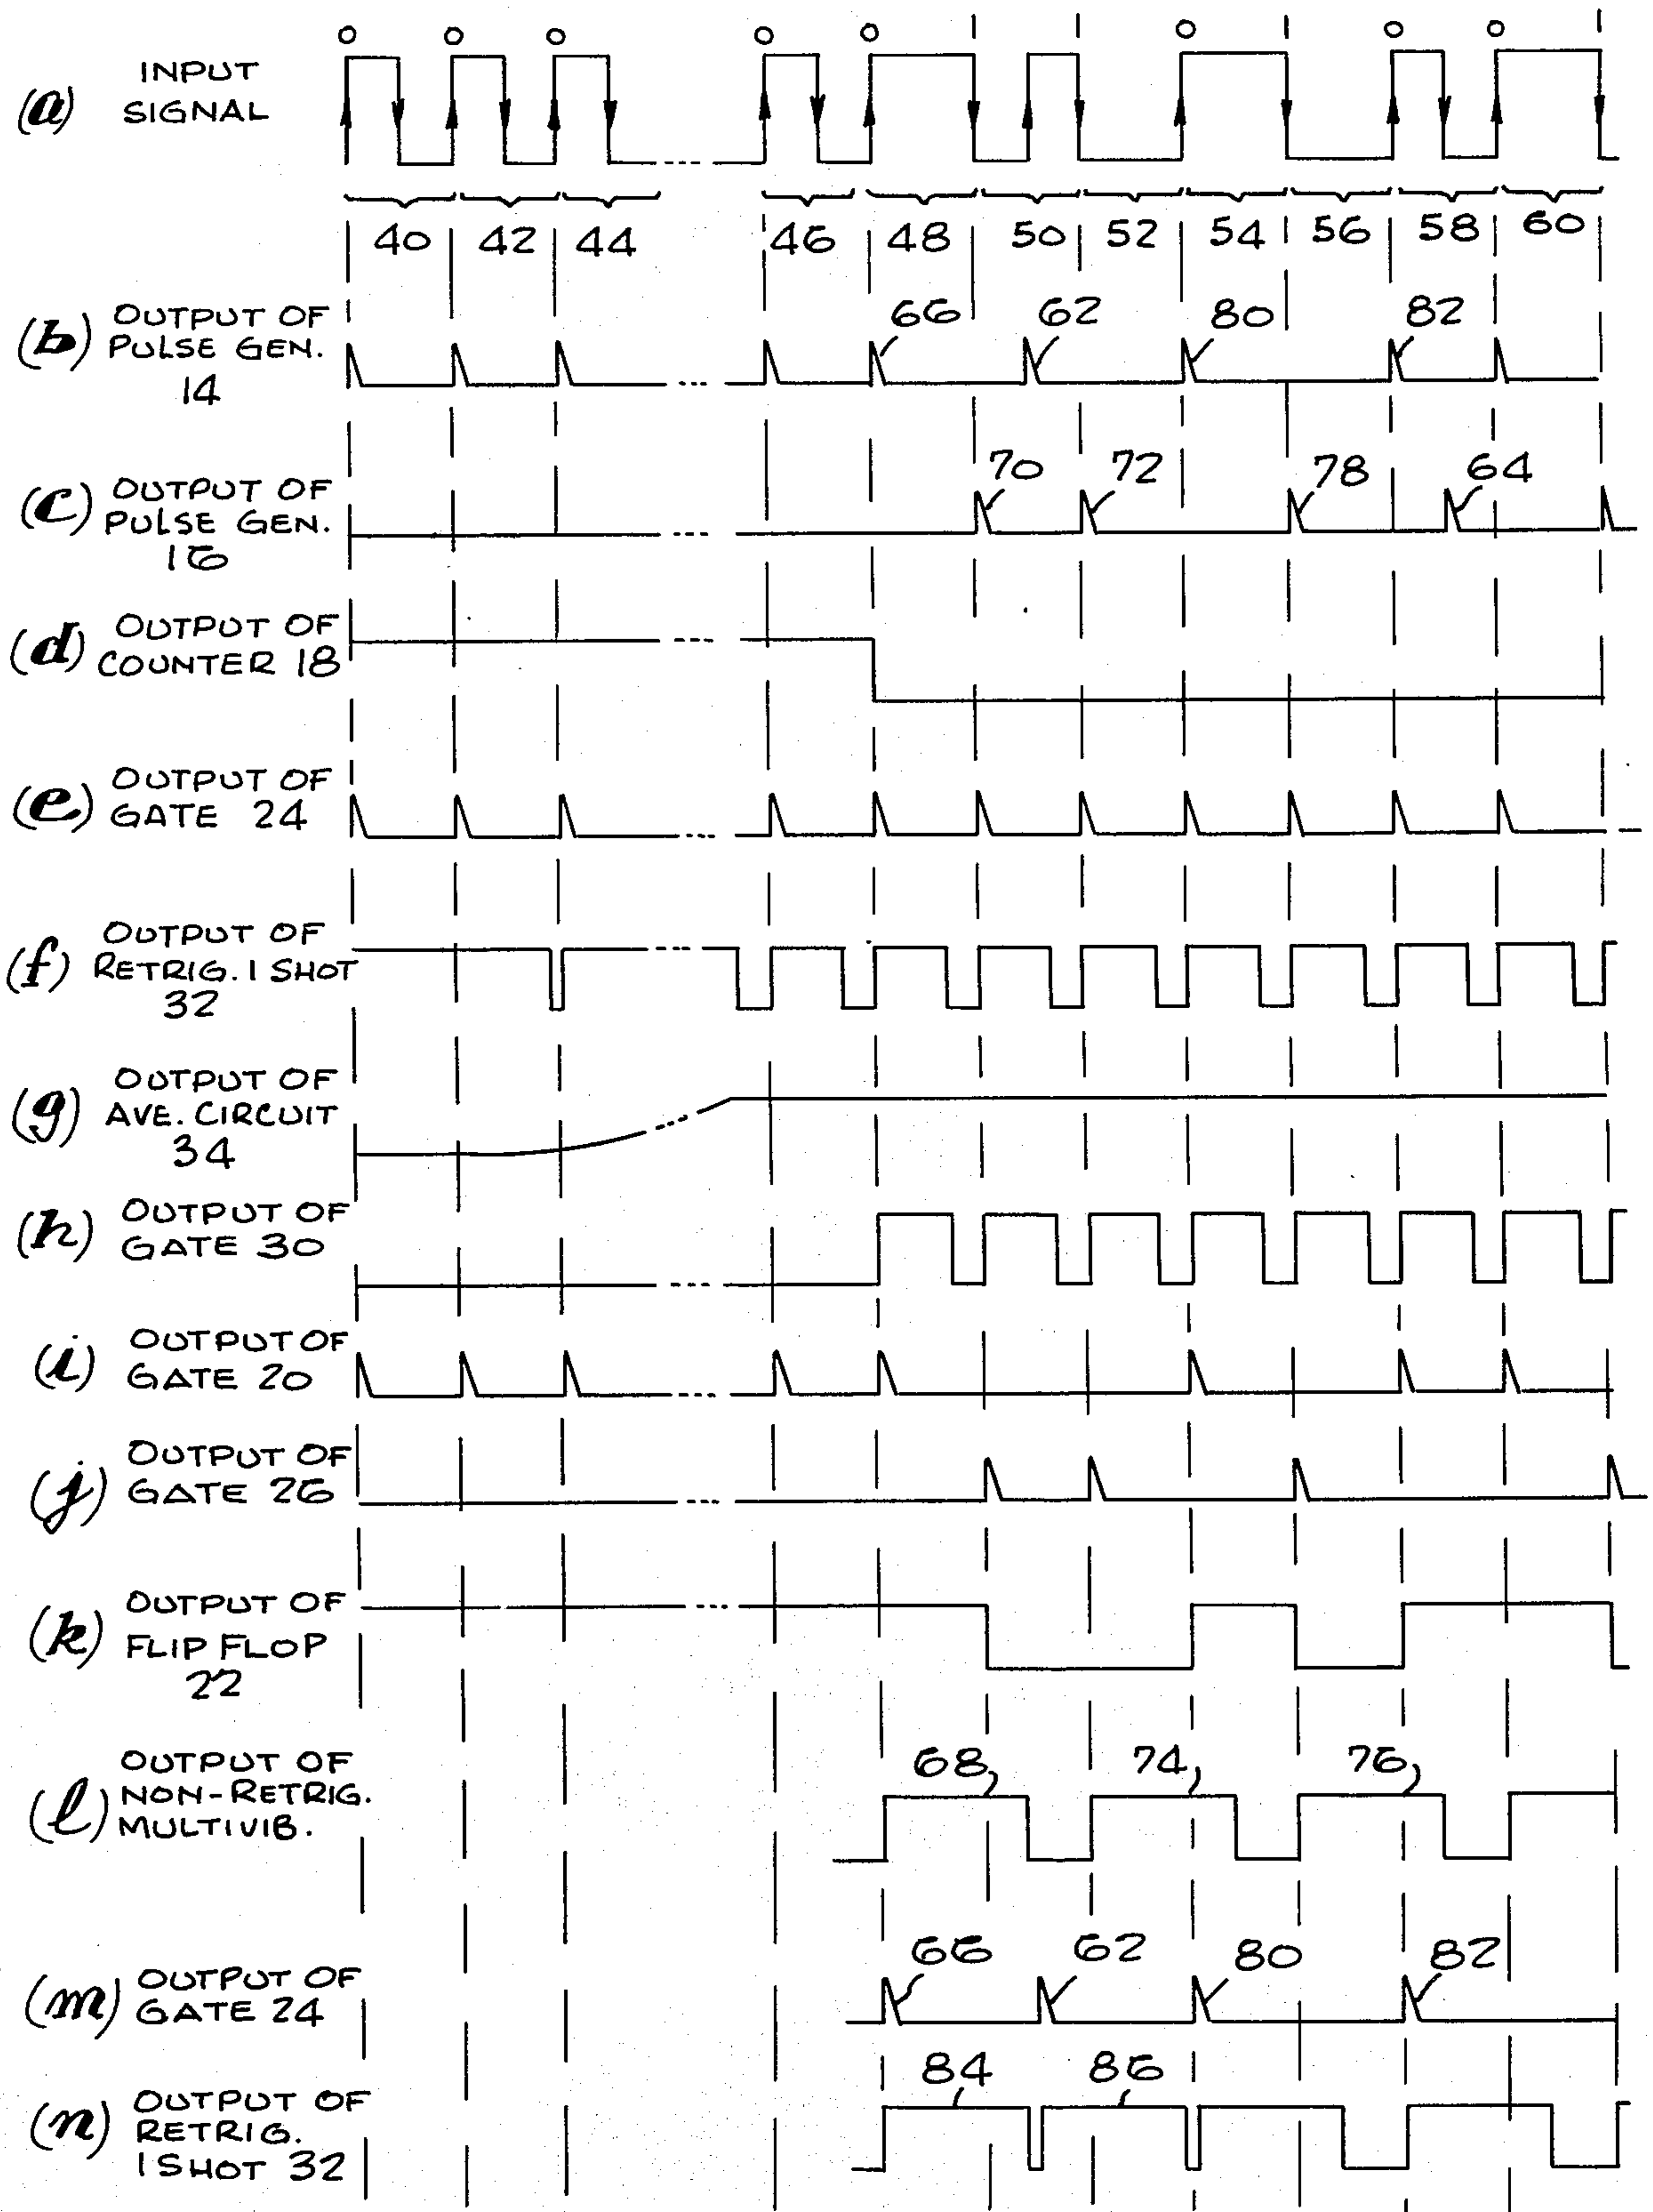 O O O O O | | O | O O |
(a) INPUT
SIGNAL
40 42 44 46 48 50 52 54 56 58 60
(b) OUTPUT OF
PULSE GEN.
14
66 62 80 82
(c) OUTPUT OF
PULSE GEN.
16
70 72 78 64
(d) OUTPUT OF
COUNTER 18
(e) OUTPUT OF
GATE 24
(f) OUTPUT OF
RETRIG. 1 SHOT
32
(g) OUTPUT OF
AVE. CIRCUIT
34
(h) OUTPUT OF
GATE 30
(i) OUTPUT OF
GATE 20
(j) OUTPUT OF
GATE 26
(k) OUTPUT OF
FLIP FLOP
22
(l) OUTPUT OF
NON-RETRIG.
MULTIVIB.
68 74 76
(m) OUTPUT OF
GATE 24
66 62 80 82
(n) OUTPUT OF
RETRIG.
1 SHOT 32
84 86